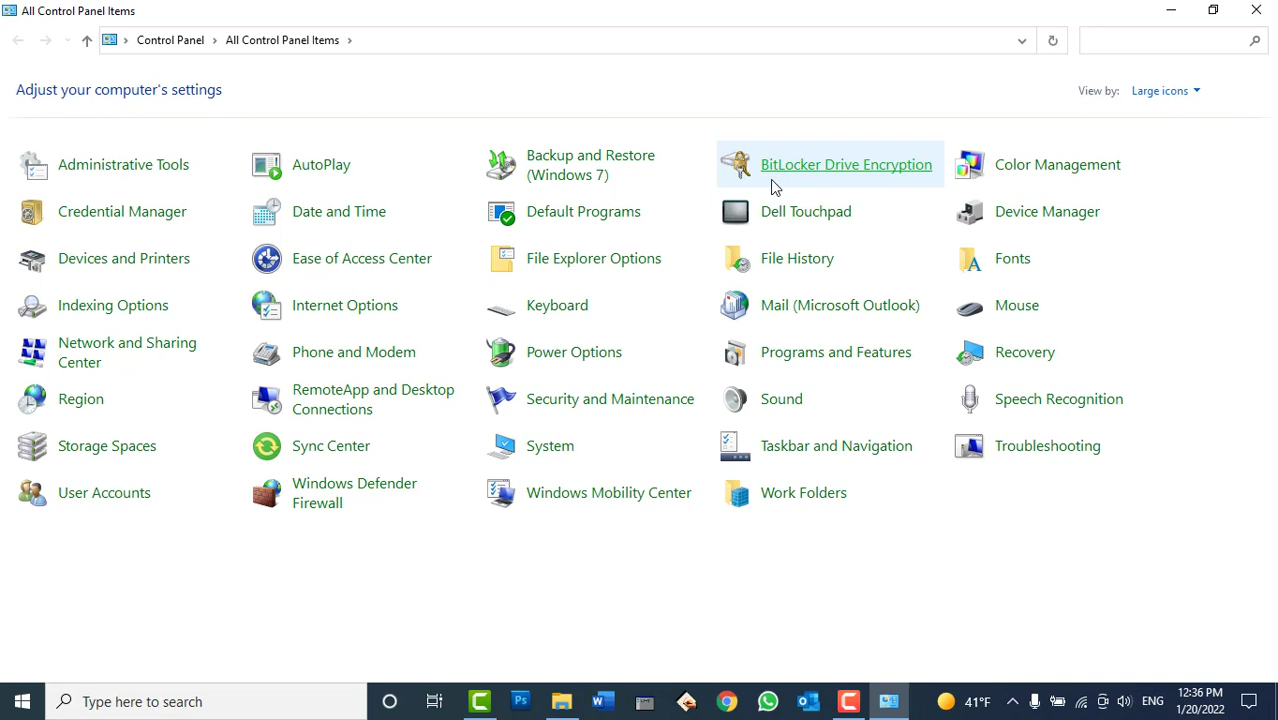 All Control Panel Items
Control Panel
All Control Panel Items
Adjust your computer's settings
View by:
Large icons
Administrative Tools
AutoPlay
Backup and Restore
(Windows 7)
BitLocker Drive Encryption
Color Management
Credential Manager
Date and Time
Default Programs
Dell Touchpad
Device Manager
Devices and Printers
Ease of Access Center
File Explorer Options
File History
Fonts
Indexing Options
Internet Options
Keyboard
Mail (Microsoft Outlook)
Mouse
Network and Sharing
Center
Phone and Modem
Power Options
Programs and Features
Recovery
Region
RemoteApp and Desktop
Connections
Security and Maintenance
Sound
Speech Recognition
Storage Spaces
Sync Center
System
Taskbar and Navigation
Troubleshooting
User Accounts
Windows Defender
Firewall
Windows Mobility Center
Work Folders
Type here to search
Ps
41°F
ENG
12:36 PM
1/20/2022